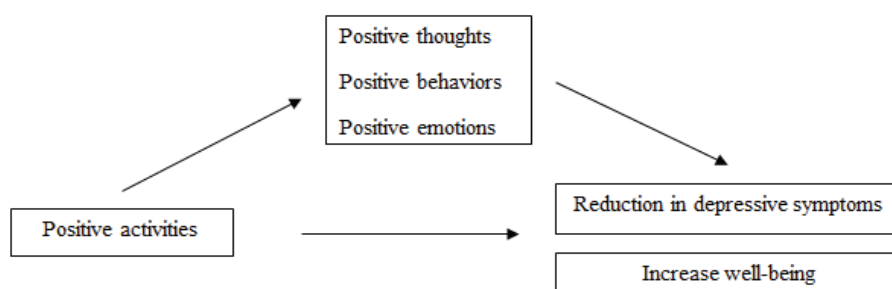 Positive thoughts
Positive behaviors
Positive emotions
Positive activities
Reduction in depressive symptoms
Increase well-being